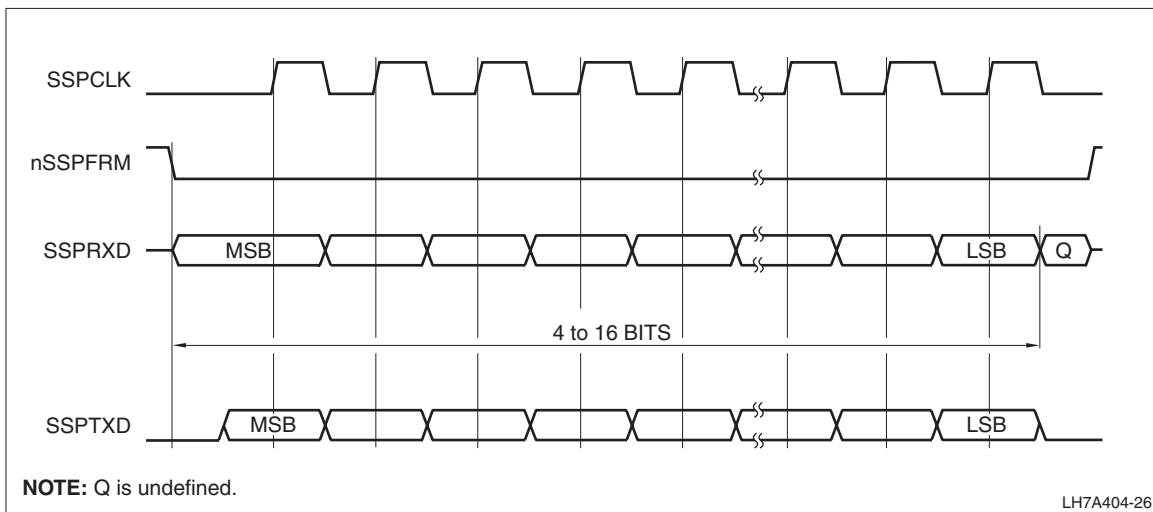 SSPCLK
nSSPFRM
SSPRXD
MSB
LSB
Q
4 to 16 BITS
SSPTXD
MSB
LSB
NOTE: Q is undefined.
LH7A404-26